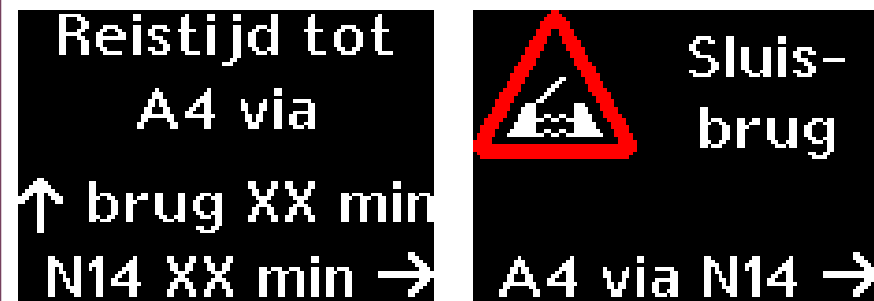 Reistijd tot
A4 via
↑ brug XX min
N14 XX min →
Sluis-
brug
A4 via N14 →